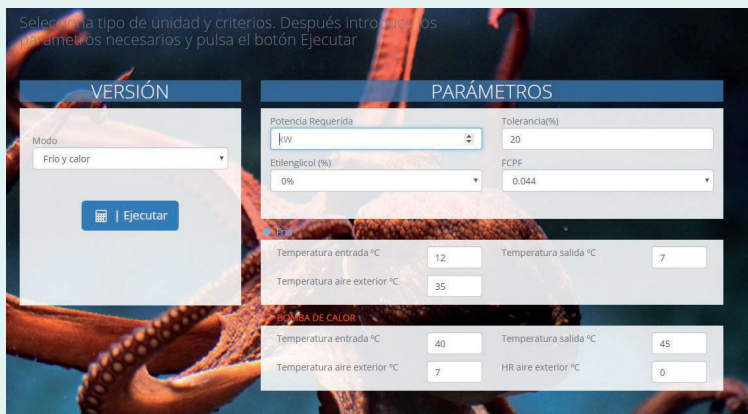 Selecciona tipo de unidad y criterios. Después introduce los
parámetros necesarios y pulsa el botón Ejecutar
VERSIÓN
Modo
Frío y calor
| Ejecutar
PARÁMETROS
Potencia Requerida
Tolerancia(%)
kW
20
Etilenglicol (%)
FCPF
0%
0.044
FRÍO
Temperatura entrada ºC
12
Temperatura salida ºC
7
Temperatura aire exterior ºC
35
BOMBA DE CALOR
Temperatura entrada ºC
40
Temperatura salida ºC
45
Temperatura aire exterior ºC
7
HR aire exterior ºC
0